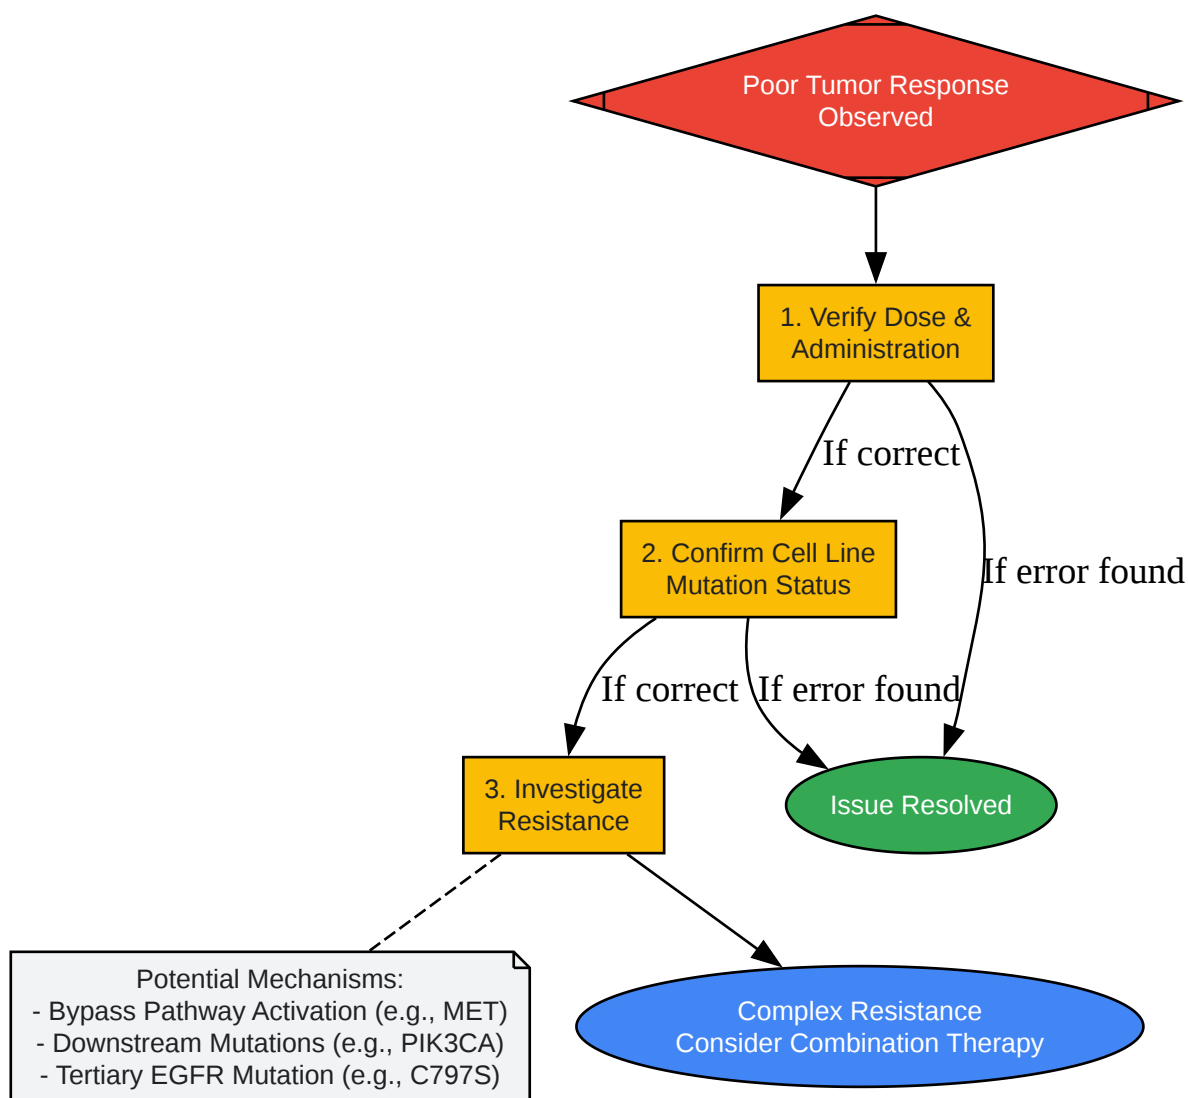 Poor Tumor Response
Observed
1. Verify Dose &
Administration
If correct
If error found
2. Confirm Cell Line
Mutation Status
If correct
If error found
3. Investigate
Resistance
Issue Resolved
Potential Mechanisms:
- Bypass Pathway Activation (e.g., MET)
- Downstream Mutations (e.g., PIK3CA)
- Tertiary EGFR Mutation (e.g., C797S)
Complex Resistance
Consider Combination Therapy